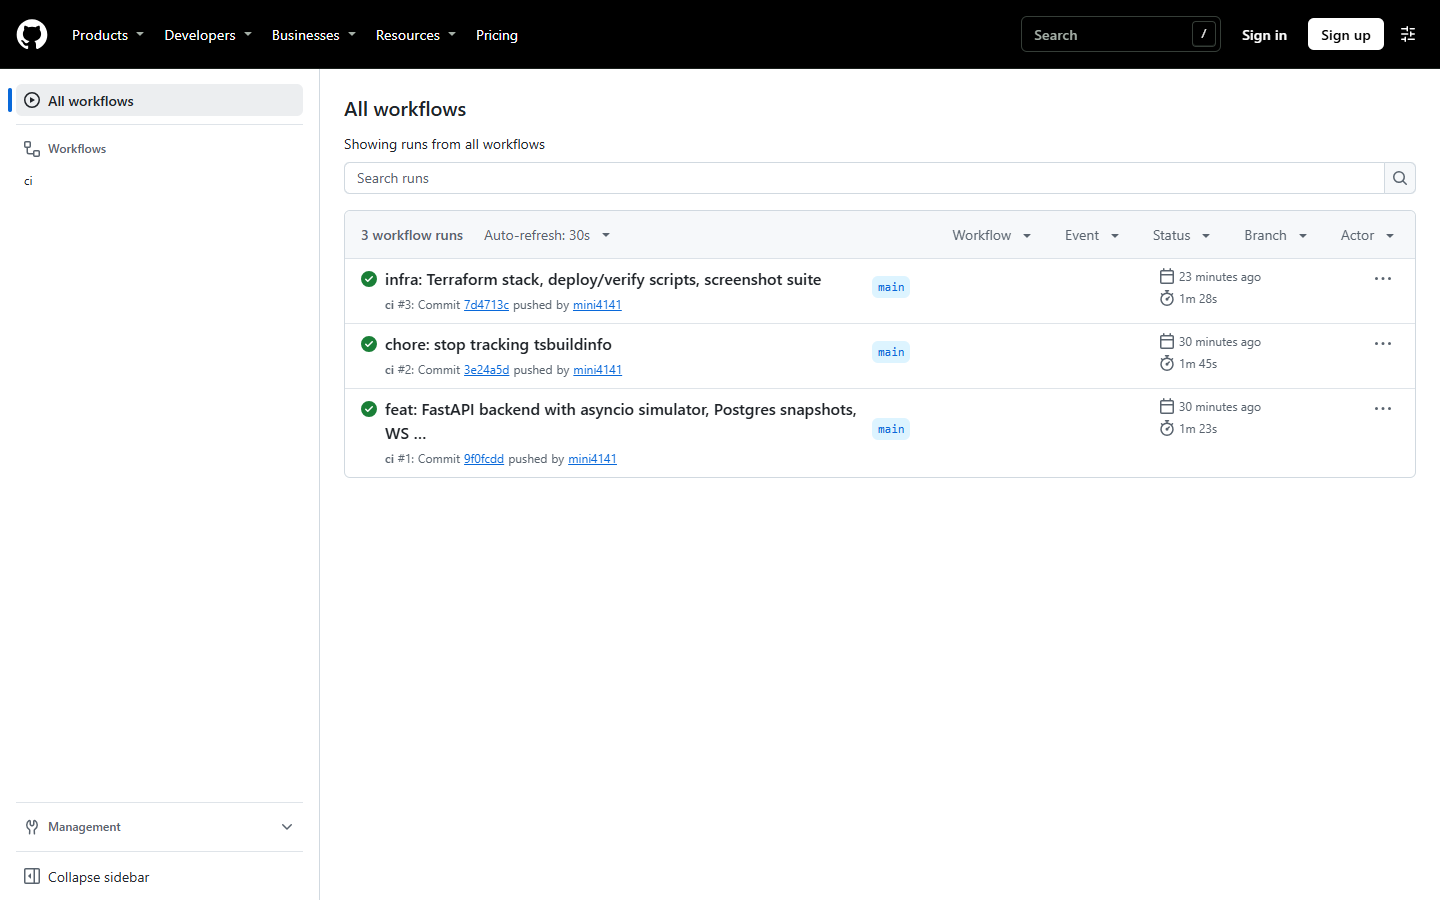 Products Developers Businesses Resources Pricing Search / Sign in Sign up
All workflows
Workflows
ci
Management
Collapse sidebar
All workflows
Showing runs from all workflows
Search runs
3 workflow runs Auto-refresh: 30s Workflow Event Status Branch Actor
infra: Terraform stack, deploy/verify scripts, screenshot suite
ci #3: Commit 7d4713c pushed by mini4141
main
23 minutes ago
1m 28s
chore: stop tracking tsbuildinfo
ci #2: Commit 3e24a5d pushed by mini4141
main
30 minutes ago
1m 45s
feat: FastAPI backend with asyncio simulator, Postgres snapshots,
WS ...
ci #1: Commit 9f0fcdd pushed by mini4141
main
30 minutes ago
1m 23s